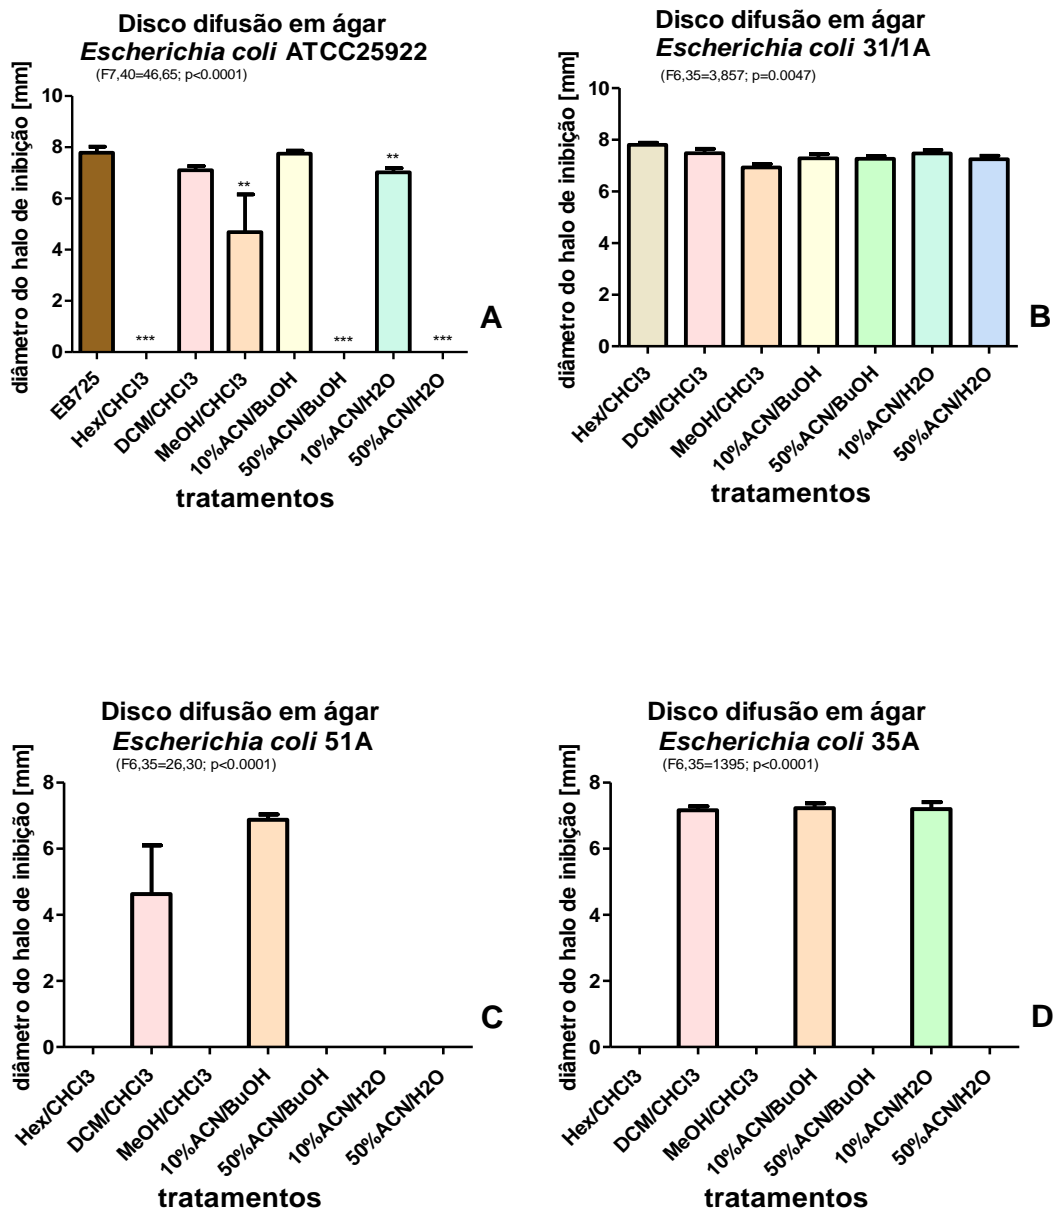 Disco difusão em ágar
Escherichia coli ATCC25922
(F7,40=46,65; p<0.0001)
diâmetro do halo de inibição [mm]
10
8
6
4
2
0
***
**
***
**
***
EB725
Hex/CHCl3
DCM/CHCl3
MeOH/CHCl3
10%ACN/BuOH
50%ACN/BuOH
10%ACN/H2O
50%ACN/H2O
tratamentos
A
Disco difusão em ágar
Escherichia coli 31/1A
(F6,35=3,857; p=0.0047)
diâmetro do halo de inibição [mm]
10
8
6
4
2
0
Hex/CHCl3
DCM/CHCl3
MeOH/CHCl3
10%ACN/BuOH
50%ACN/BuOH
10%ACN/H2O
50%ACN/H2O
tratamentos
B
Disco difusão em ágar
Escherichia coli 51A
(F6,35=26,30; p<0.0001)
diâmetro do halo de inibição [mm]
8
6
4
2
0
Hex/CHCl3
DCM/CHCl3
MeOH/CHCl3
10%ACN/BuOH
50%ACN/BuOH
10%ACN/H2O
50%ACN/H2O
tratamentos
C
Disco difusão em ágar
Escherichia coli 35A
(F6,35=1395; p<0.0001)
diâmetro do halo de inibição [mm]
8
6
4
2
0
Hex/CHCl3
DCM/CHCl3
MeOH/CHCl3
10%ACN/BuOH
50%ACN/BuOH
10%ACN/H2O
50%ACN/H2O
tratamentos
D